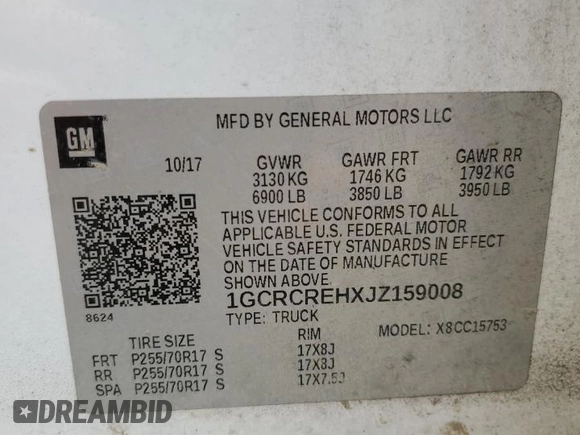 GM
MFD BY GENERAL MOTORS LLC
10/17 GVWR GAWR FRT GAWR RR
3130 KG 1746 KG 1792 KG
6900 LB 3850 LB 3950 LB
THIS VEHICLE CONFORMS TO ALL
APPLICABLE U.S. FEDERAL MOTOR
VEHICLE SAFETY STANDARDS IN EFFECT
ON THE DATE OF MANUFACTURE
SHOWN ABOVE.
8624
1GCRCREHXJZ159008
TYPE: TRUCK MODEL: X8CC15753
TIRE SIZE RIM
FRT P255/70R17 S 17X8J
RR P255/70R17 S 17X8J
SPA P255/70R17 S 17X7.5J
DREAMBID